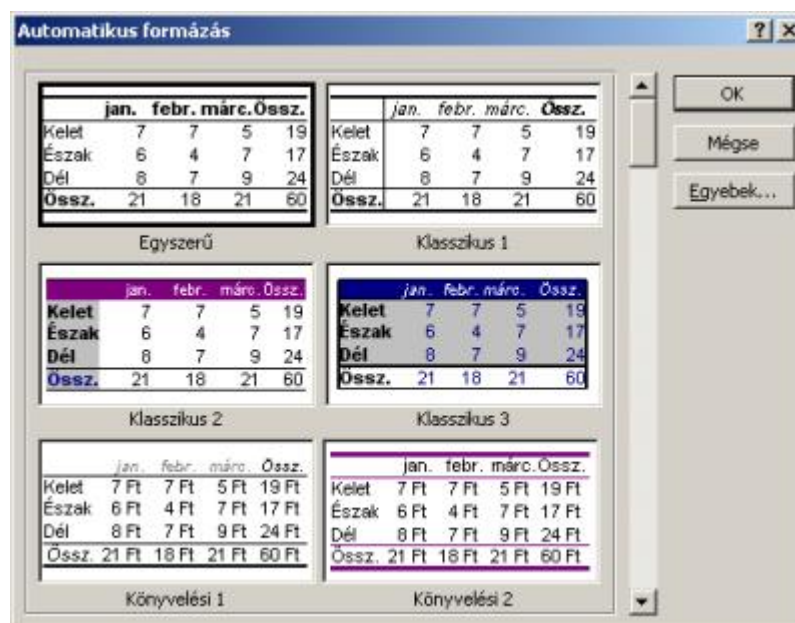 Automatikus formázás
jan. febr. márc. Össz.
Kelet 7 7 5 19
Észak 6 4 7 17
Dél 8 7 9 24
Össz. 21 18 21 60
Egyszerű
jan. febr. márc. Össz.
Kelet 7 7 5 19
Észak 6 4 7 17
Dél 8 7 9 24
Össz. 21 18 21 60
Klasszikus 1
OK
Mégse
Egyebek...
jan. febr. márc. Össz.
Kelet 7 7 5 19
Észak 6 4 7 17
Dél 8 7 9 24
Össz. 21 18 21 60
Klasszikus 2
jan. febr. márc. Össz.
Kelet 7 7 5 19
Észak 6 4 7 17
Dél 8 7 9 24
Össz. 21 18 21 60
Klasszikus 3
jan. febr. márc. Össz.
Kelet 7 Ft 7 Ft 5 Ft 19 Ft
Észak 6 Ft 4 Ft 7 Ft 17 Ft
Dél 8 Ft 7 Ft 9 Ft 24 Ft
Össz. 21 Ft 18 Ft 21 Ft 60 Ft
Könyvelési 1
jan. febr. márc. Össz.
Kelet 7 Ft 7 Ft 5 Ft 19 Ft
Észak 6 Ft 4 Ft 7 Ft 17 Ft
Dél 8 Ft 7 Ft 9 Ft 24 Ft
Össz. 21 Ft 18 Ft 21 Ft 60 Ft
Könyvelési 2